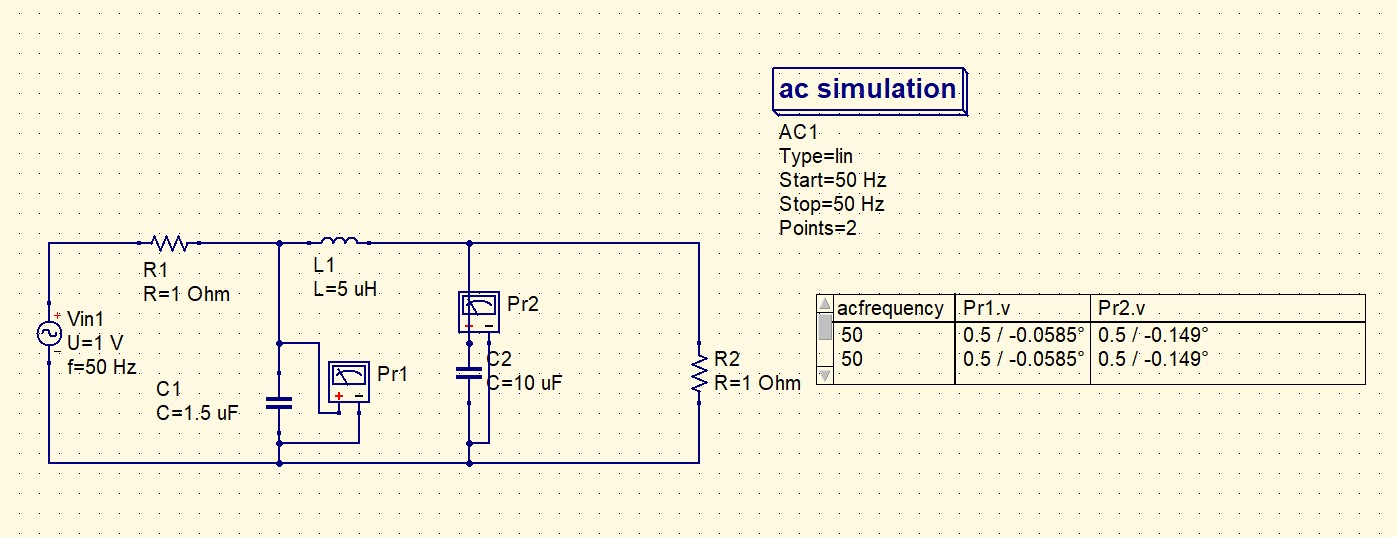 ac simulation
AC1
Type=lin
Start=50 Hz
Stop=50 Hz
Points=2
R1
R=1 Ohm
L1
L=5 uH
Pr2
Vin1
U=1 V
f=50 Hz
C1
C=1.5 uF
Pr1
C2
C=10 uF
R2
R=1 Ohm
acfrequency Pr1.v Pr2.v
50 0.5 / -0.0585° 0.5 / -0.149°
50 0.5 / -0.0585° 0.5 / -0.149°